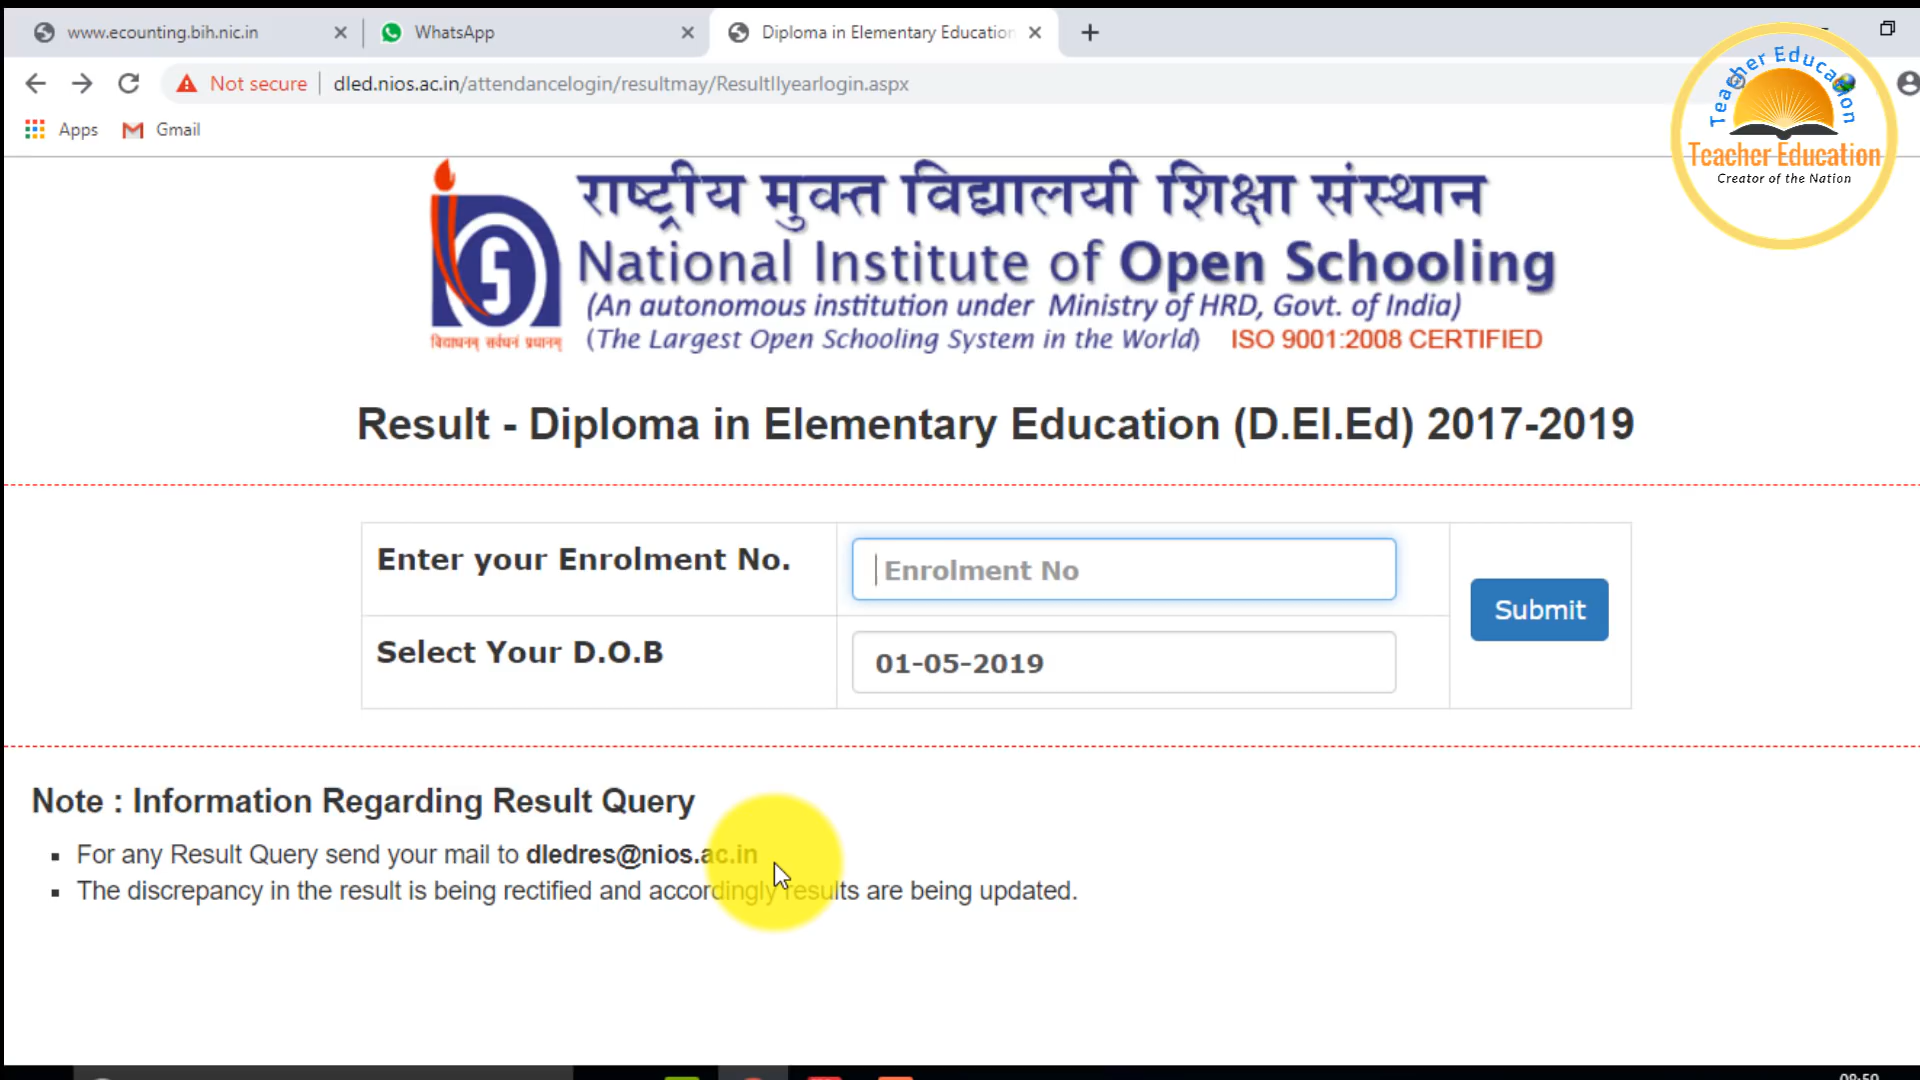 www.ecounting.bih.nic.in
WhatsApp
Diploma in Elementary Education
Not secure
dled.nios.ac.in/attendancelogin/resultmay/ResultIIyearlogin.aspx
Apps
Gmail
Teacher Education
Teacher Education
Creator of the Nation
राष्ट्रीय मुक्त विद्यालयी शिक्षा संस्थान
National Institute of Open Schooling
(An autonomous institution under Ministry of HRD, Govt. of India)
(The Largest Open Schooling System in the World) ISO 9001:2008 CERTIFIED
विद्याधनम् सर्वधनं प्रधानम्
Result - Diploma in Elementary Education (D.El.Ed) 2017-2019
Enter your Enrolment No.
Enrolment No
Submit
Select Your D.O.B
01-05-2019
Note : Information Regarding Result Query
▪ For any Result Query send your mail to dledres@nios.ac.in
▪ The discrepancy in the result is being rectified and accordingly results are being updated.